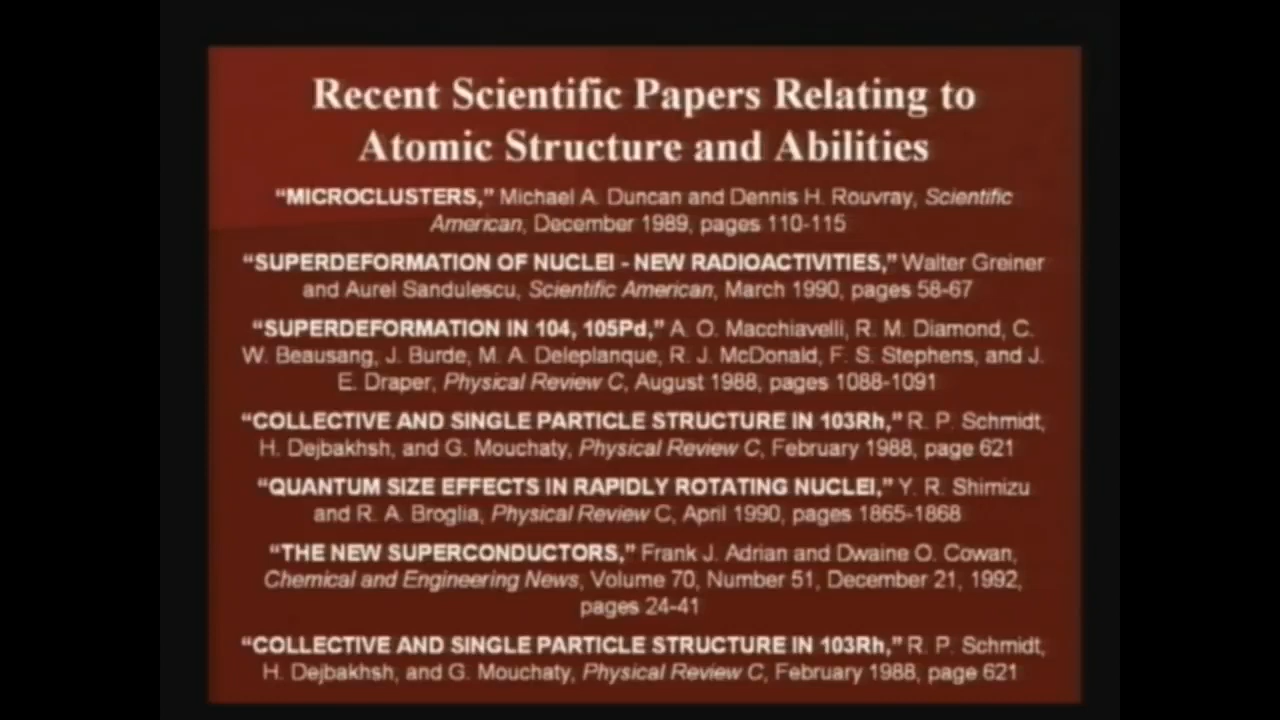 Recent Scientific Papers Relating to
Atomic Structure and Abilities
“MICROCLUSTERS,” Michael A. Duncan and Dennis H. Rouvray, Scientific
American, December 1989, pages 110-115
“SUPERDEFORMATION OF NUCLEI - NEW RADIOACTIVITIES,” Walter Greiner
and Aurel Sandulescu, Scientific American, March 1990, pages 58-67
“SUPERDEFORMATION IN 104, 105Pd,” A. O. Macchiavelli, R. M. Diamond, C.
W. Beausang, J. Burde, M. A. Deleplanque, R. J. McDonald, F. S. Stephens, and J.
E. Draper, Physical Review C, August 1988, pages 1088-1091
“COLLECTIVE AND SINGLE PARTICLE STRUCTURE IN 103Rh,” R. P. Schmidt,
H. Dejbakhsh, and G. Mouchaty, Physical Review C, February 1988, page 621
“QUANTUM SIZE EFFECTS IN RAPIDLY ROTATING NUCLEI,” Y. R. Shimizu
and R. A. Broglia, Physical Review C, April 1990, pages 1865-1868
“THE NEW SUPERCONDUCTORS,” Frank J. Adrian and Dwaine O. Cowan,
Chemical and Engineering News, Volume 70, Number 51, December 21, 1992,
pages 24-41
“COLLECTIVE AND SINGLE PARTICLE STRUCTURE IN 103Rh,” R. P. Schmidt,
H. Dejbakhsh, and G. Mouchaty, Physical Review C, February 1988, page 621